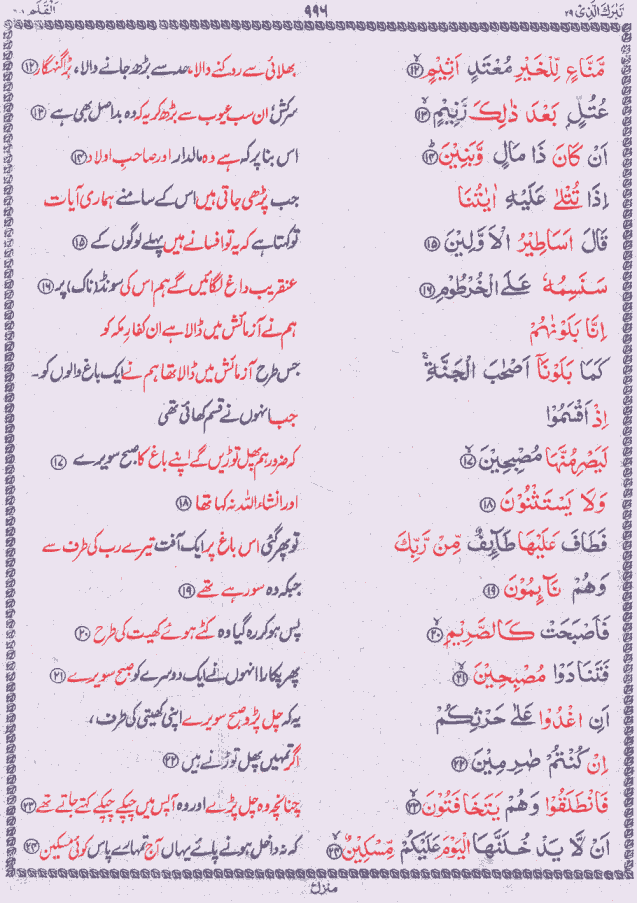 تَبٰرَكَ الَّذِیْ ۲۹
۹۹٦
اَلْقَلَم
مَّنَّاعٍ لِّلْخَيْرِ مُعْتَدٍ اَثِيْمٍ ۙ ﴿۱۲﴾
بھلائی سے روکنے والا، حد سے بڑھ جانے والا، بڑا گنہگار ﴿۱۲﴾
عُتُلٍّۭ بَعْدَ ذٰلِكَ زَنِيْمٍ ۙ ﴿۱۳﴾
سرکش، ان سب عیوب سے بڑھ کر یہ کہ وہ بد اصل بھی ہے ﴿۱۳﴾
اَنْ كَانَ ذَا مَالٍ وَّبَنِيْنَ ۙ ﴿۱۴﴾
اس بنا پر کہ ہے وہ مالدار اور صاحبِ اولاد ﴿۱۴﴾
اِذَا تُتْلٰى عَلَيْهِ اٰيٰتُنَا
جب پڑھی جاتی ہیں اس کے سامنے ہماری آیات
قَالَ اَسَاطِيْرُ الْاَوَّلِيْنَ ﴿۱۵﴾
تو کہتا ہے کہ یہ تو افسانے ہیں پہلے لوگوں کے ﴿۱۵﴾
سَنَسِمُهٗ عَلَى الْخُرْطُوْمِ ﴿۱۶﴾
عنقریب داغ لگائیں گے ہم اس کی سونڈ (ناک) پر ﴿۱۶﴾
اِنَّا بَلَوْنٰهُمْ
ہم نے آزمائش میں ڈالا ہے ان کفارِ مکہ کو
كَمَا بَلَوْنَاۤ اَصْحٰبَ الْجَنَّةِ ۚ
جس طرح آزمائش میں ڈالا تھا ہم نے ایک باغ والوں کو۔
اِذْ اَقْسَمُوْا
جب انہوں نے قسم کھائی تھی
لَيَصْرِمُنَّهَا مُصْبِحِيْنَ ۙ ﴿۱۷﴾
کہ ضرور ہم پھل توڑیں گے اپنے باغ کا صبح سویرے ﴿۱۷﴾
وَلَا يَسْتَثْنُوْنَ ﴿۱۸﴾
اور انشاء اللہ نہ کہا تھا ﴿۱۸﴾
فَطَافَ عَلَيْهَا طَآئِفٌ مِّنْ رَّبِّكَ
تو پھر گئی اس باغ پر ایک آفت تیرے رب کی طرف سے
وَهُمْ نَآئِمُوْنَ ﴿۱۹﴾
جبکہ وہ سو رہے تھے ﴿۱۹﴾
فَاَصْبَحَتْ كَالصَّرِيْمِ ۙ ﴿۲۰﴾
پس ہو کر رہ گیا وہ کٹے ہوئے کھیت کی طرح ﴿۲۰﴾
فَتَنَادَوْا مُصْبِحِيْنَ ۙ ﴿۲۱﴾
پھر پکارا انہوں نے ایک دوسرے کو صبح سویرے ﴿۲۱﴾
اَنِ اغْدُوْا عَلٰى حَرْثِكُمْ
یہ کہ چل پڑو صبح سویرے اپنی کھیتی کی طرف،
اِنْ كُنْتُمْ صٰرِمِيْنَ ﴿۲۲﴾
اگر تمہیں پھل توڑنے ہیں ﴿۲۲﴾
فَانْطَلَقُوْا وَهُمْ يَتَخَافَتُوْنَ ۙ ﴿۲۳﴾
چنانچہ وہ چل پڑے اور وہ آپس میں چپکے چپکے کہتے جاتے تھے ﴿۲۳﴾
اَنْ لَّا يَدْخُلَنَّهَا الْيَوْمَ عَلَيْكُمْ مِّسْكِيْنٌ ۙ ﴿۲۴﴾
کہ نہ داخل ہونے پائے یہاں آج تمہارے پاس کوئی مسکین ﴿۲۴﴾
منزل